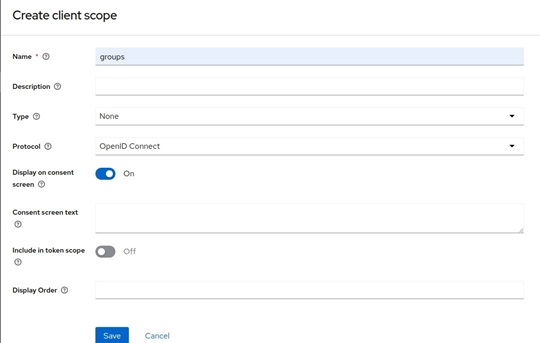 Create client scope
Name *
groups
Description
Type
None
Protocol
OpenID Connect
Display on consent
screen
On
Consent screen text
Include in token scope
Off
Display Order
Save
Cancel